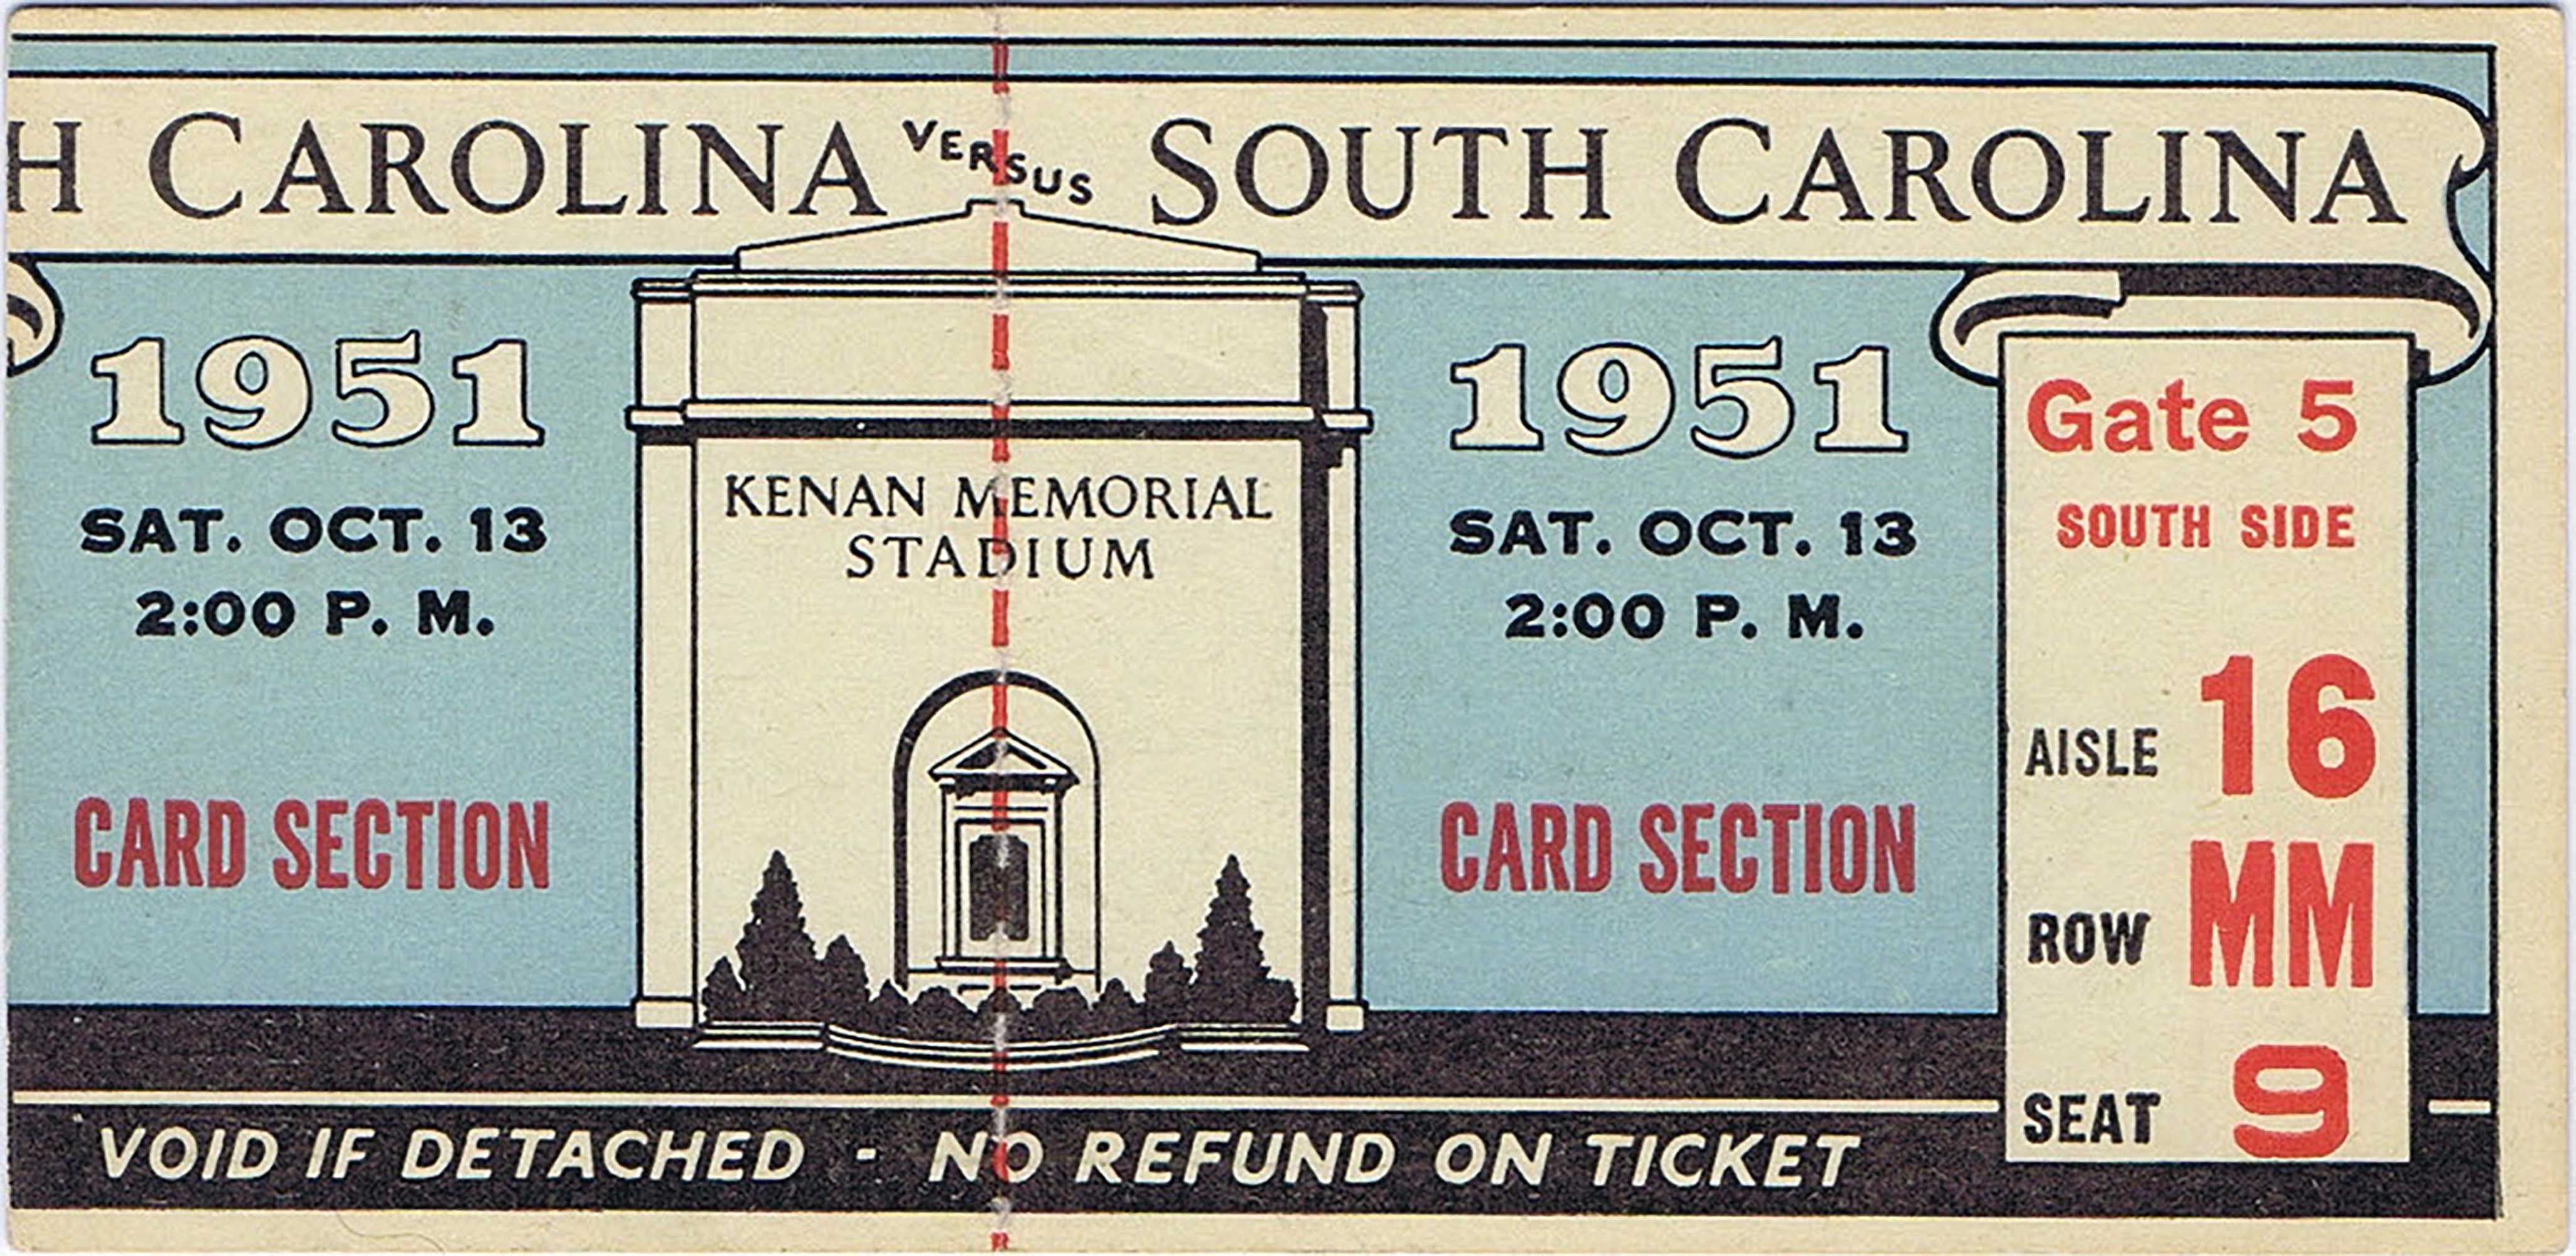 H CAROLINA VERSUS SOUTH CAROLINA
1951
SAT. OCT. 13
2:00 P. M.
CARD SECTION
KENAN MEMORIAL
STADIUM
1951
SAT. OCT. 13
2:00 P. M.
CARD SECTION
Gate 5
SOUTH SIDE
AISLE 16
ROW MM
SEAT 9
VOID IF DETACHED - NO REFUND ON TICKET